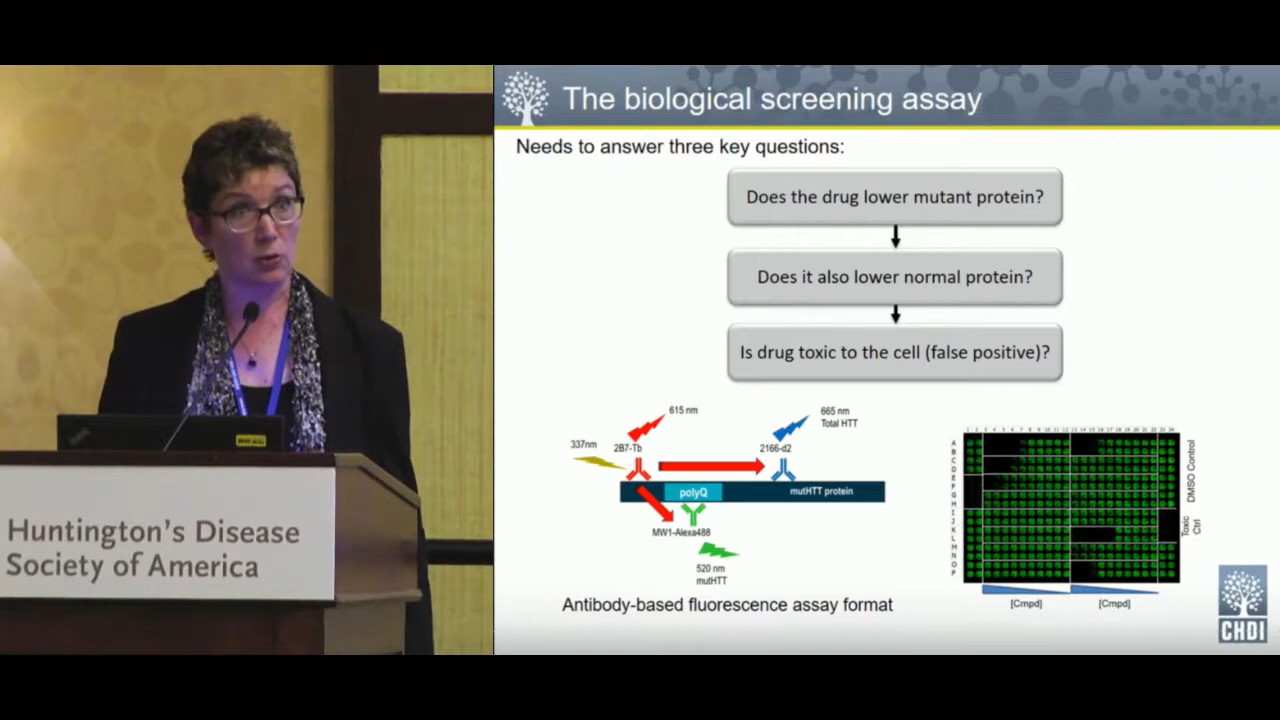 Huntington's Disease
Society of America
The biological screening assay
Needs to answer three key questions:
Does the drug lower mutant protein?
Does it also lower normal protein?
Is drug toxic to the cell (false positive)?
615 nm
665 nm
Total HTT
337nm
2B7-Tb
2166-d2
polyQ
mutHTT protein
MW1-Alexa488
520 nm
mutHTT
Antibody-based fluorescence assay format
A
B
C
D
E
F
G
H
I
J
K
L
M
N
O
P
DMSO Control
Toxic
Ctrl
[Cmpd]
[Cmpd]
CHDI